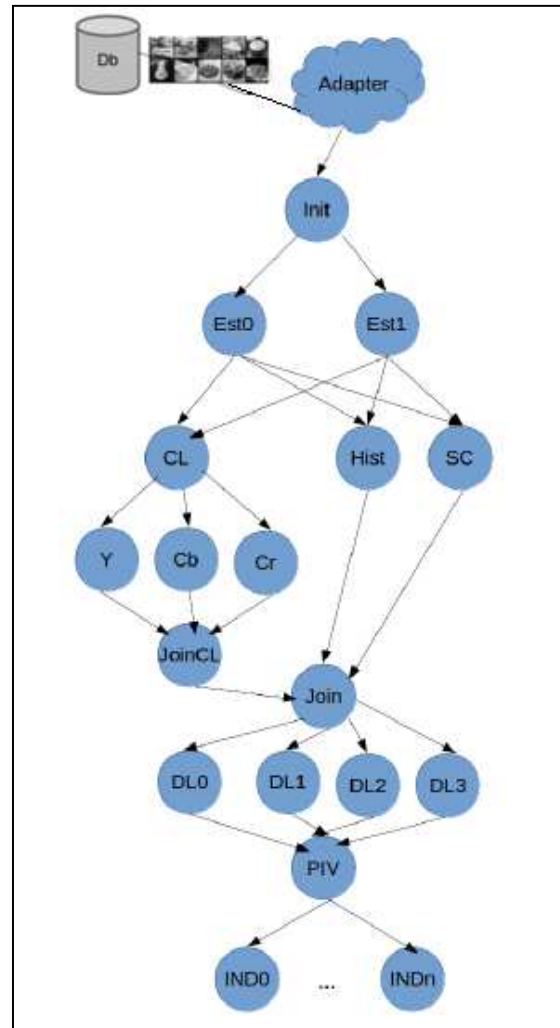 Db
Adapter
Init
Est0
Est1
CL
Hist
SC
Y
Cb
Cr
JoinCL
Join
DL0
DL1
DL2
DL3
PIV
IND0
...
INDn